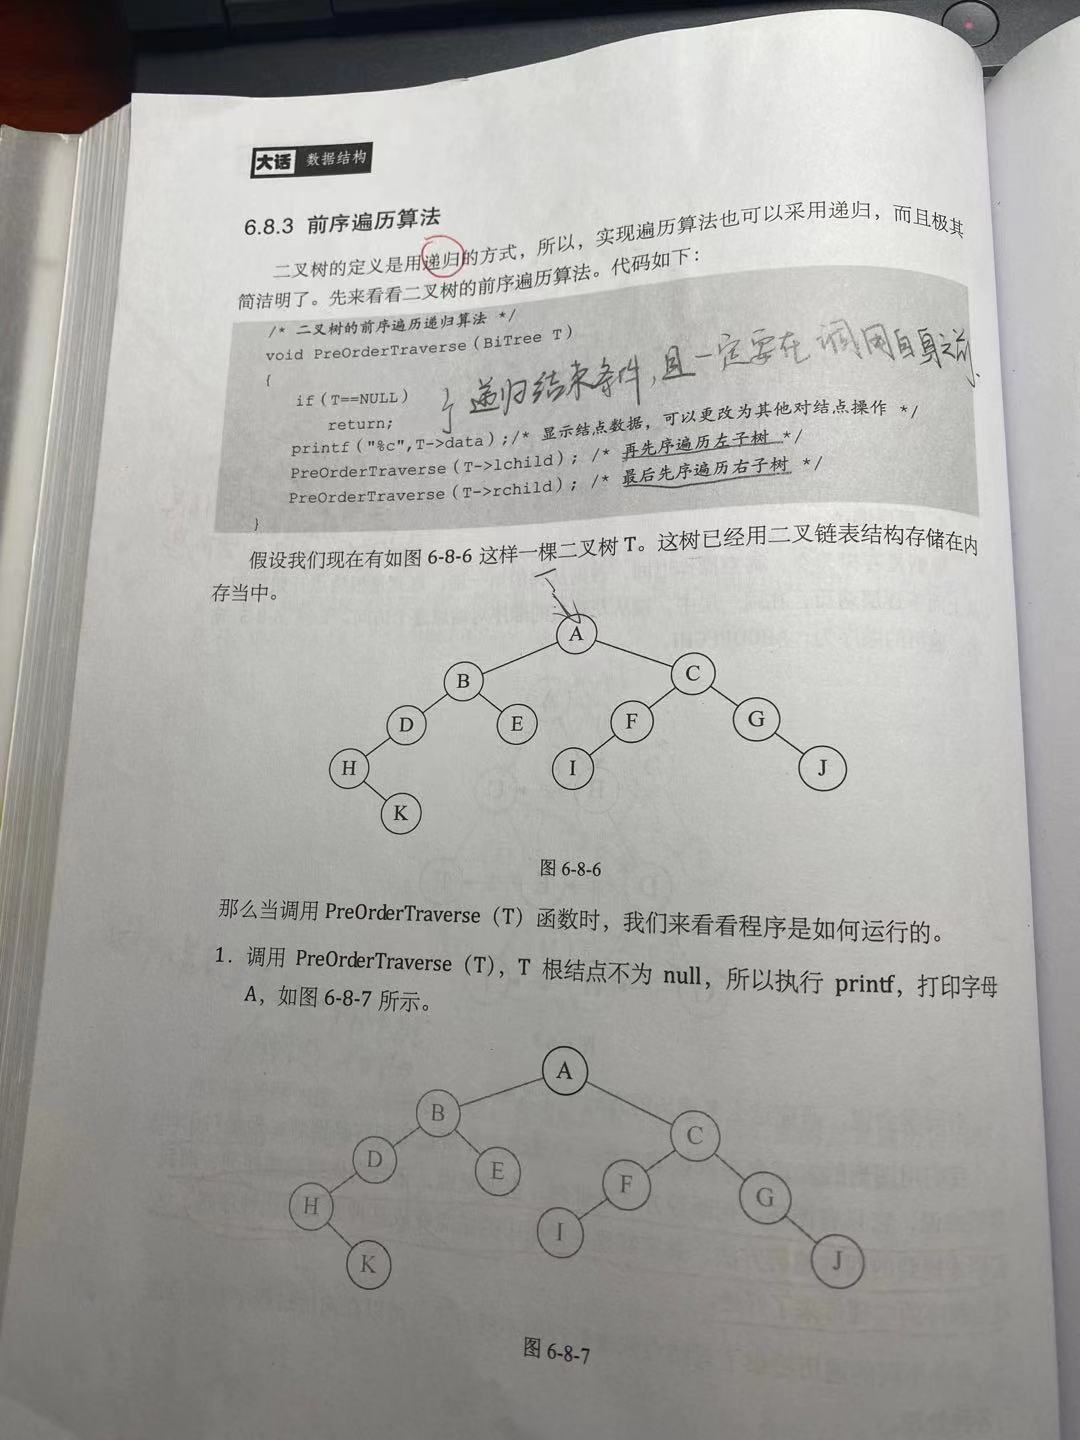 大话 数据结构
6.8.3 前序遍历算法
二叉树的定义是用递归的方式，所以，实现遍历算法也可以采用递归，而且极其
简洁明了。先来看看二叉树的前序遍历算法。代码如下：
/* 二叉树的前序遍历递归算法 */
void PreOrderTraverse(BiTree T)
{
if(T==NULL)
return;
递归结束条件，且一定要在调用自身之前.
printf("%c",T->data);/* 显示结点数据，可以更改为其他对结点操作 */
PreOrderTraverse(T->lchild); /* 再先序遍历左子树 */
PreOrderTraverse(T->rchild); /* 最后先序遍历右子树 */
}
假设我们现在有如图 6-8-6 这样一棵二叉树 T。这树已经用二叉链表结构存储在内
存当中。
A
B C
D E F G
H I J
K
图 6-8-6
那么当调用 PreOrderTraverse（T）函数时，我们来看看程序是如何运行的。
1. 调用 PreOrderTraverse（T），T 根结点不为 null，所以执行 printf，打印字母
A，如图 6-8-7 所示。
A
B C
D E F G
H I J
K
图 6-8-7